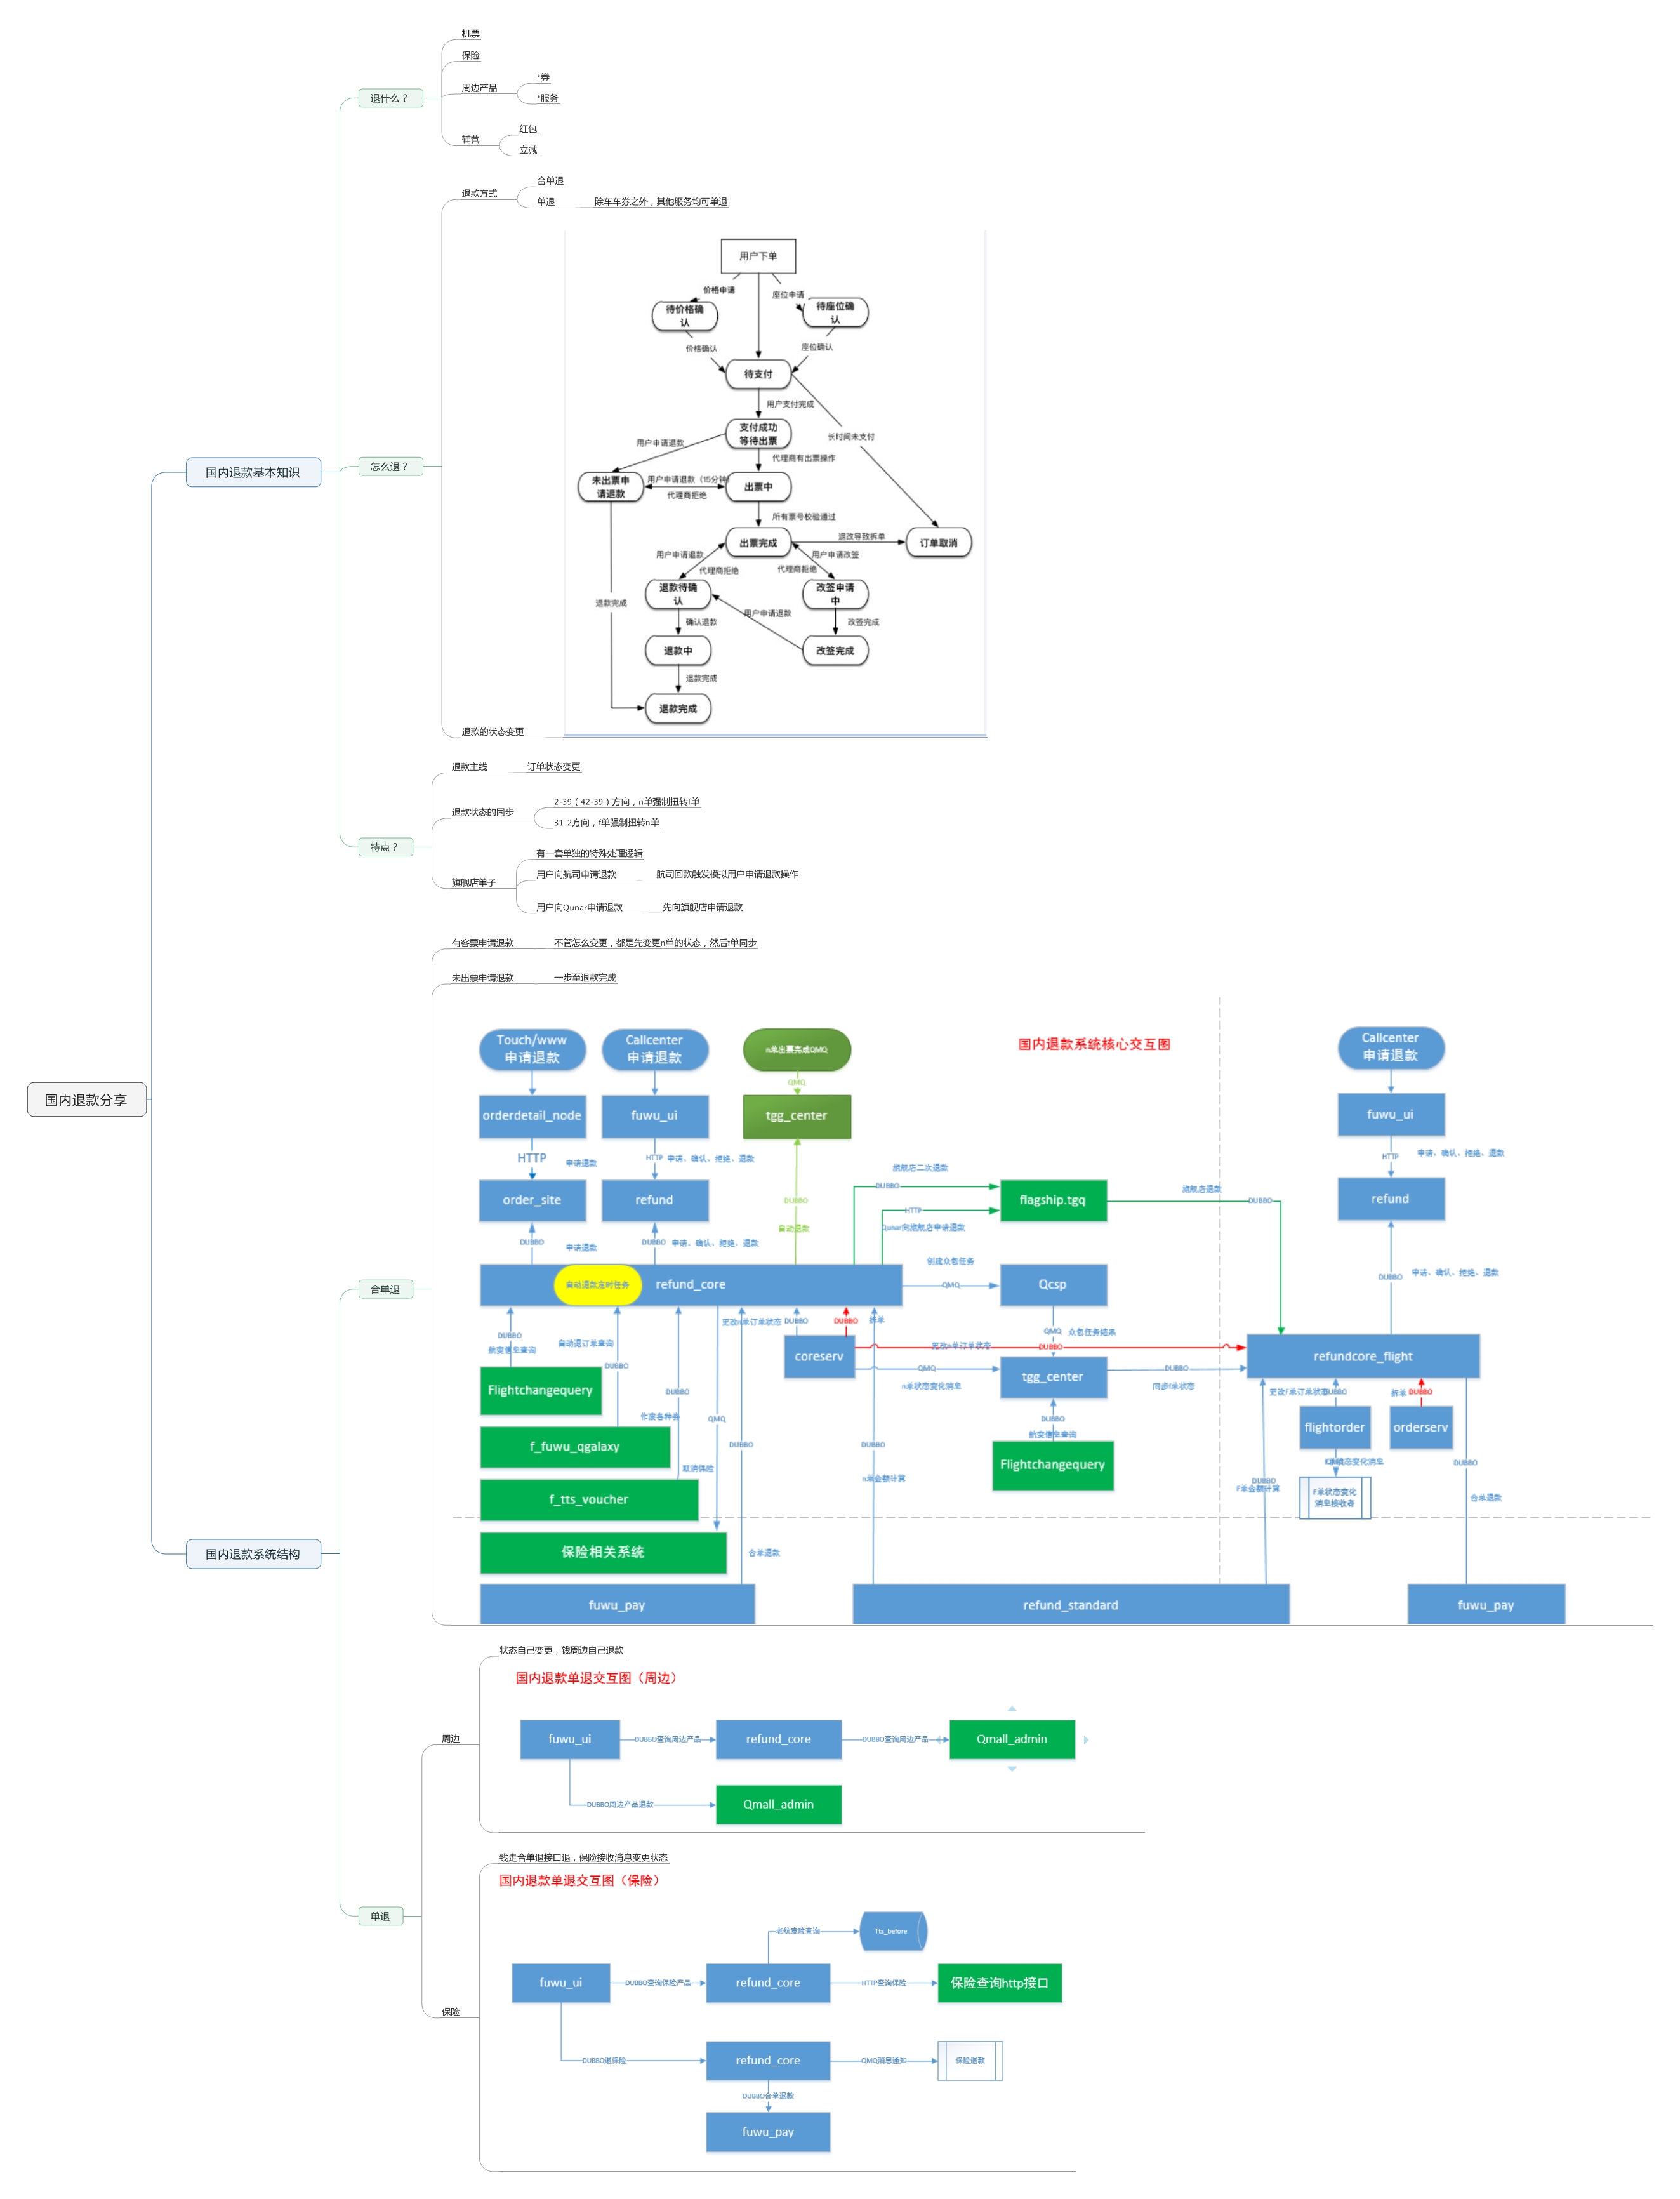 国内退款分享
国内退款基本知识
退什么？
机票
保险
周边产品
*券
*服务
辅营
红包
立减
怎么退？
退款方式
合单退
单退
除车车券之外，其他服务均可单退
用户下单
价格申请
座位申请
待价格确
认
待座位确
认
价格确认
座位确认
待支付
用户支付完成
长时间未支付
支付成功
等待出票
用户申请退款
代理商有出票操作
未出票申
请退款
用户申请退款（15分钟）
代理商拒绝
出票中
所有票号校验通过
出票完成
退改导致拆单
订单取消
用户申请退款
代理商拒绝
用户申请改签
代理商拒绝
退款待确
认
改签申请
中
退款完成
确认退款
用户申请退款
改签完成
退款中
改签完成
退款完成
退款完成
退款的状态变更
特点？
退款主线
订单状态变更
退款状态的同步
2-39（42-39）方向，n单强制扭转f单
31-2方向，f单强制扭转n单
旗舰店单子
有一套单独的特殊处理逻辑
用户向航司申请退款
航司回款触发模拟用户申请退款操作
用户向Qunar申请退款
先向旗舰店申请退款
国内退款系统结构
合单退
有客票申请退款
不管怎么变更，都是先变更n单的状态，然后f单同步
未出票申请退款
一步至退款完成
国内退款系统核心交互图
Touch/www
申请退款
Callcenter
申请退款
n单出票完成QMQ
Callcenter
申请退款
QMQ
orderdetail_node
fuwu_ui
tgg_center
fuwu_ui
HTTP
申请退款
HTTP
申请、确认、拒绝、退款
HTTP
申请、确认、拒绝、退款
order_site
refund
DUBBO
自动退款
旗舰店二次退款
DUBBO
flagship.tgq
旗舰店退款
DUBBO
refund
HTTP
Qunar向旗舰店申请退款
DUBBO
申请退款
DUBBO
申请、确认、拒绝、退款
自动退款定时任务
refund_core
创建众包任务
QMQ
Qcsp
DUBBO
申请、确认、拒绝、退款
DUBBO
航变信息查询
自动退订单查询
DUBBO
更改n单订单状态
DUBBO
DUBBO
拆单
QMQ
众包任务结果
coreserv
更改n单订单状态
DUBBO
refundcore_flight
QMQ
n单状态变化消息
tgg_center
DUBBO
同步f单状态
Flightchangequery
DUBBO
作废各种券
QMQ
DUBBO
航变信息查询
更改F单订单状态
DUBBO
拆单
DUBBO
f_fuwu_qgalaxy
DUBBO
DUBBO
flightorder
orderserv
取消保险
n单金额计算
Flightchangequery
DUBBO
F单金额计算
DUBBO
f_tts_voucher
F单状态变化
消息接收者
合单退款
保险相关系统
合单退款
fuwu_pay
refund_standard
fuwu_pay
单退
周边
状态自己变更，钱周边自己退款
国内退款单退交互图（周边）
fuwu_ui
DUBBO查询周边产品
refund_core
DUBBO查询周边产品
Qmall_admin
DUBBO周边产品退款
Qmall_admin
保险
钱走合单退接口退，保险接收消息变更状态
国内退款单退交互图（保险）
老航意险查询
Tts_before
fuwu_ui
DUBBO查询保险产品
refund_core
HTTP查询保险
保险查询http接口
DUBBO退保险
refund_core
QMQ消息通知
保险退款
DUBBO合单退款
fuwu_pay